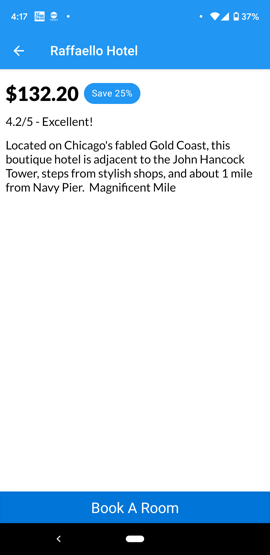 4:17
37%
Raffaello Hotel
$132.20 Save 25%
4.2/5 - Excellent!
Located on Chicago's fabled Gold Coast, this
boutique hotel is adjacent to the John Hancock
Tower, steps from stylish shops, and about 1 mile
from Navy Pier.  Magnificent Mile
Book A Room